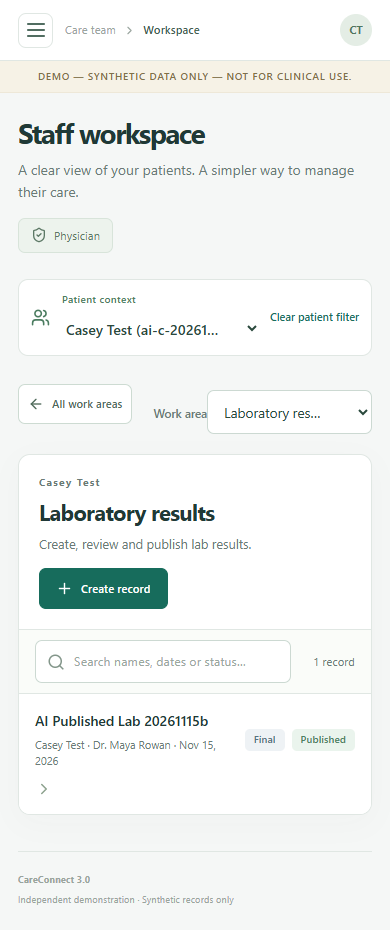 Care team > Workspace
CT
DEMO — SYNTHETIC DATA ONLY — NOT FOR CLINICAL USE.
Staff workspace
A clear view of your patients. A simpler way to manage
their care.
Physician
Patient context
Casey Test (ai-c-20261...
Clear patient filter
All work areas
Work area
Laboratory res...
Casey Test
Laboratory results
Create, review and publish lab results.
Create record
Search names, dates or status...
1 record
AI Published Lab 20261115b
Casey Test · Dr. Maya Rowan · Nov 15,
2026
Final
Published
CareConnect 3.0
Independent demonstration · Synthetic records only